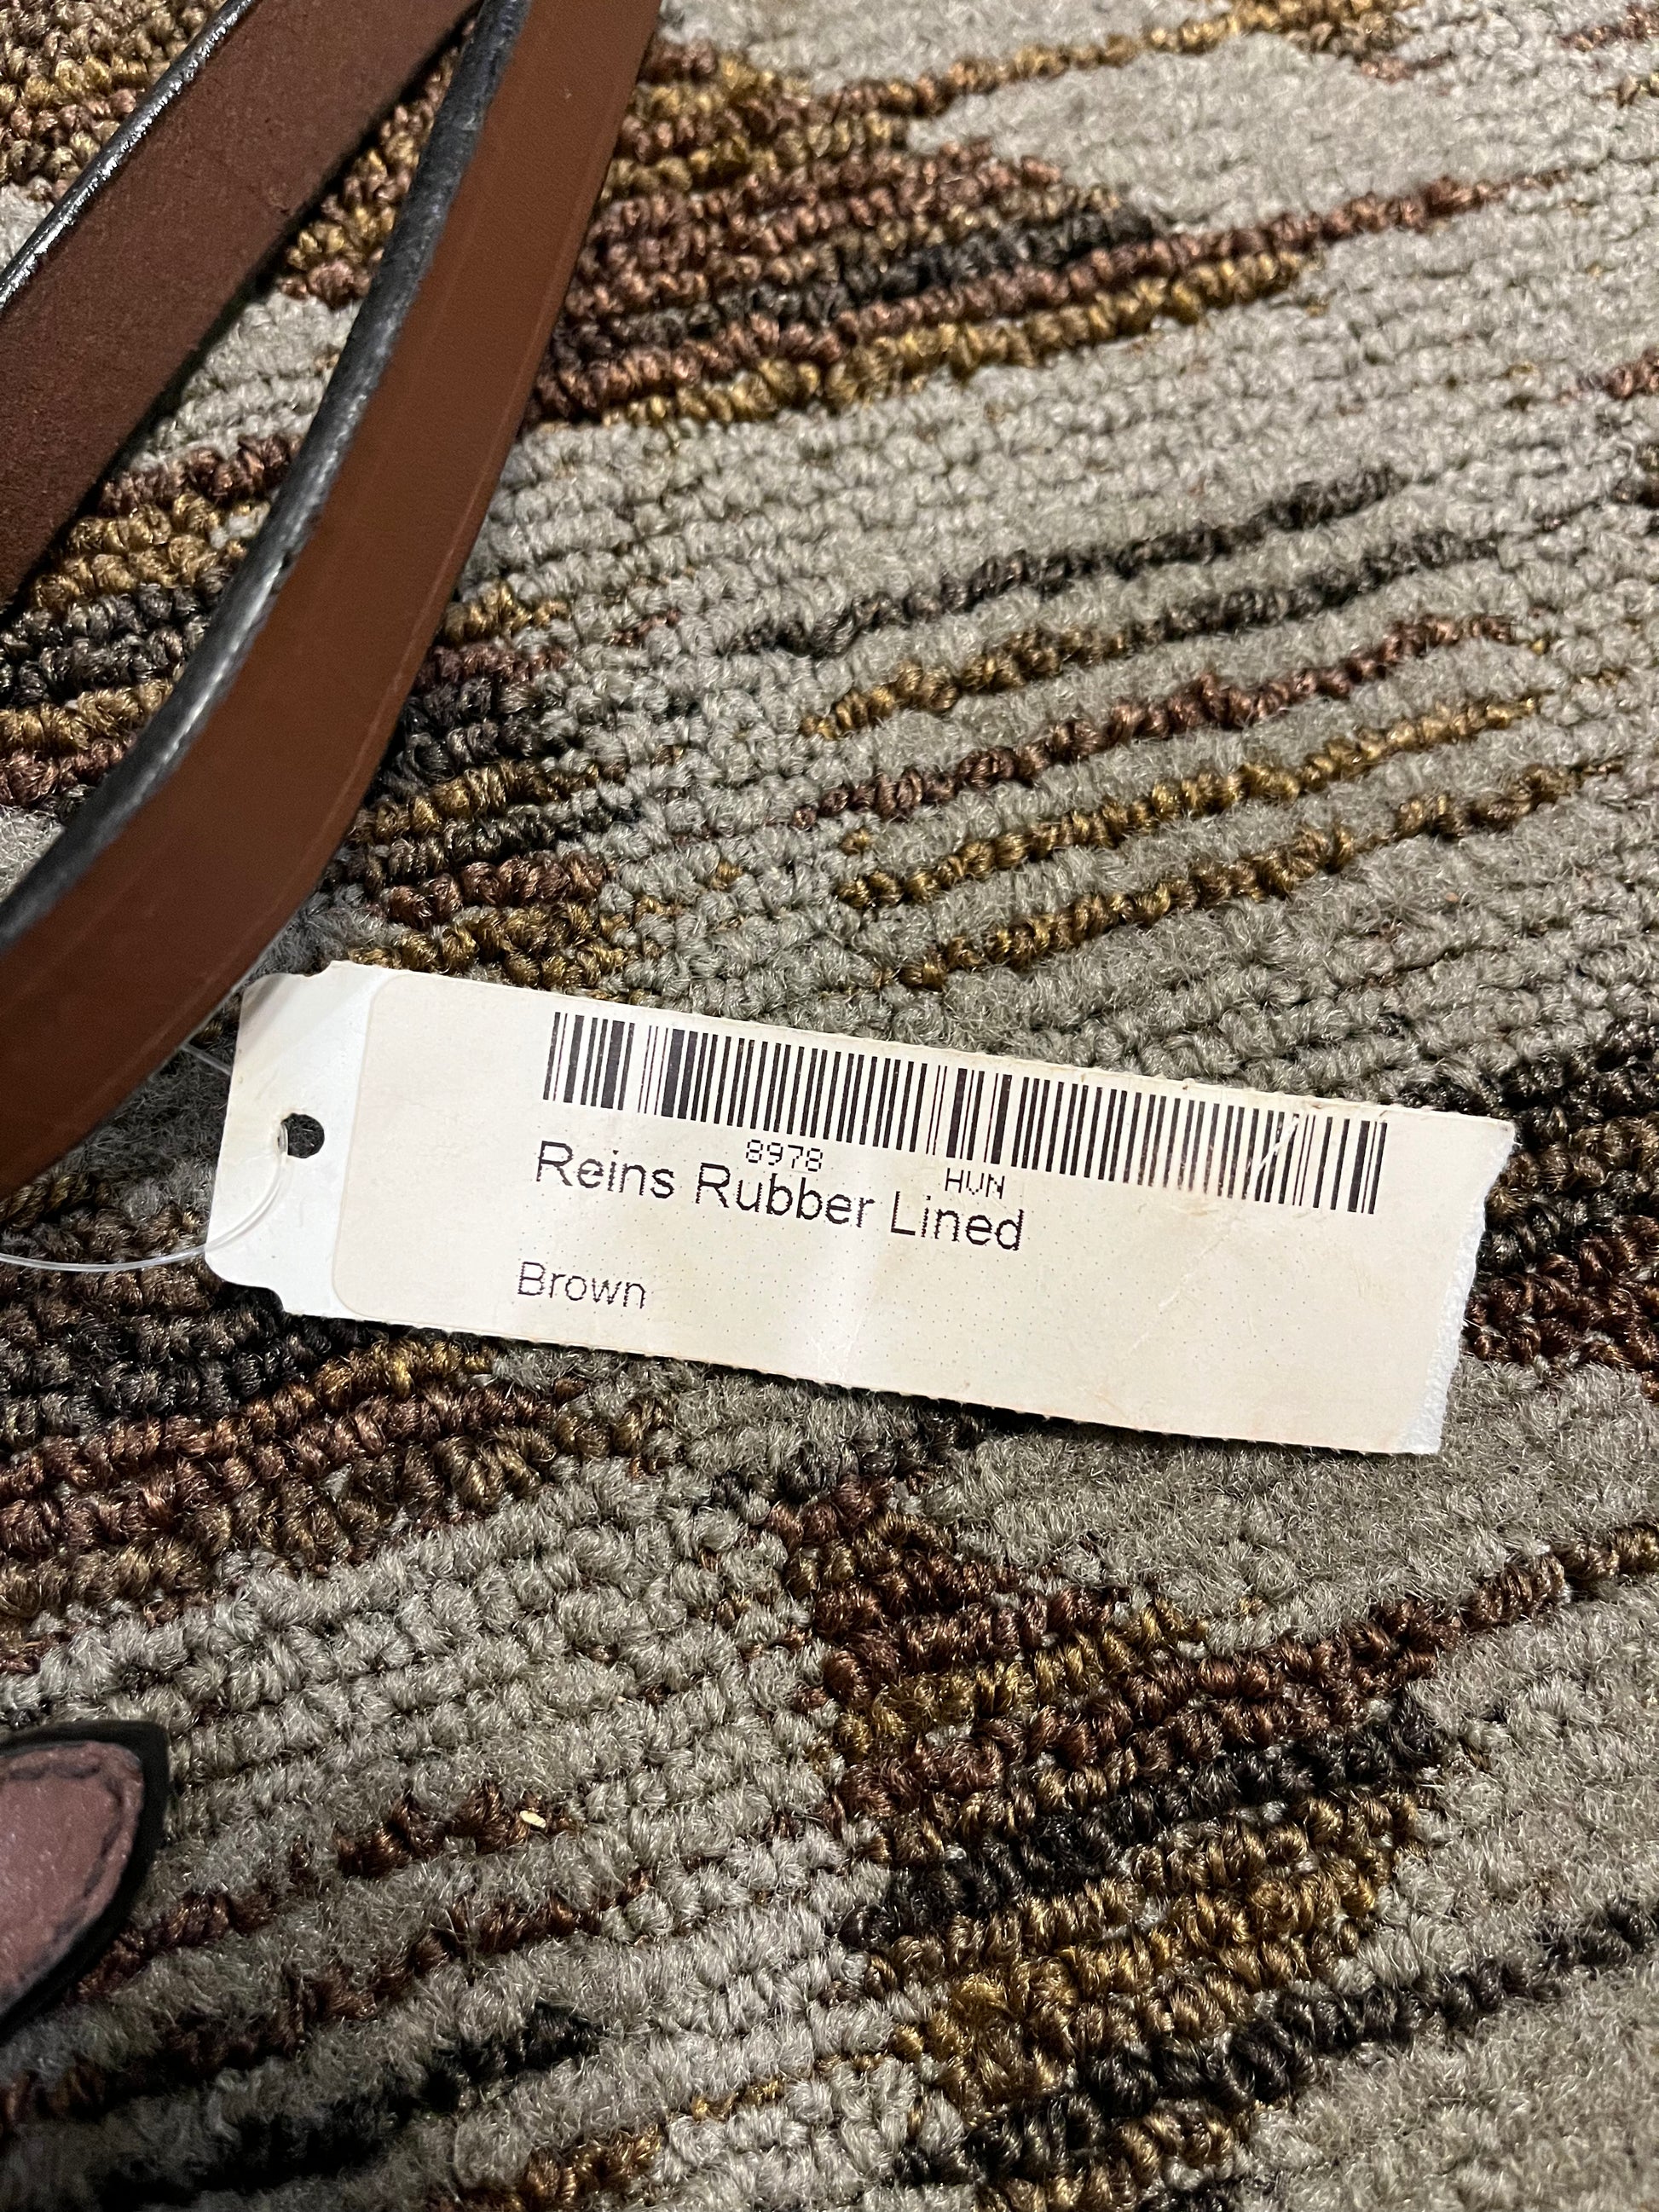 8978 HVN
Reins Rubber Lined
Brown